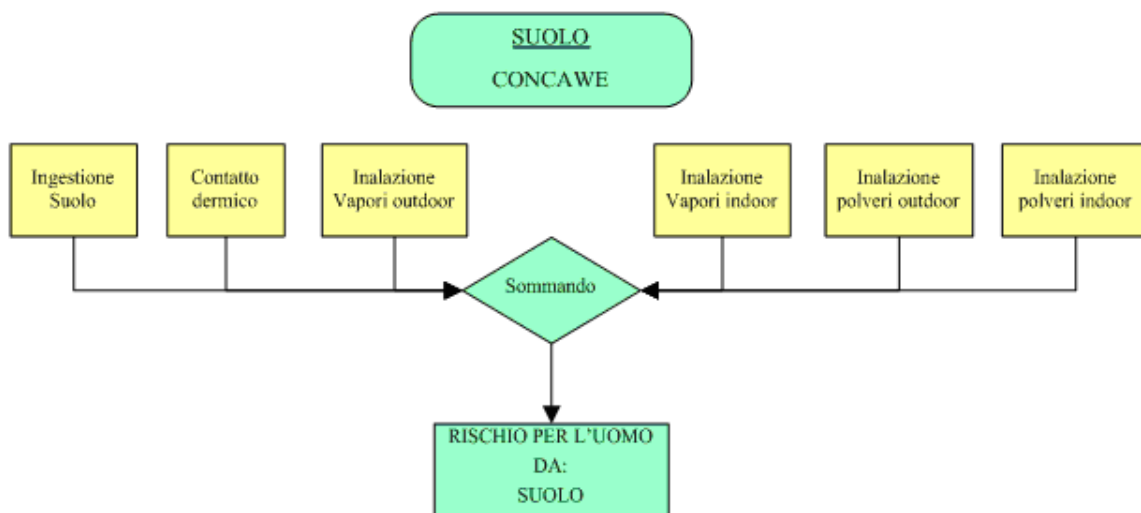 SUOLO
CONCAWE
Ingestione
Suolo
Contatto
dermico
Inalazione
Vapori outdoor
Inalazione
Vapori indoor
Inalazione
polveri outdoor
Inalazione
polveri indoor
Sommando
RISCHIO PER L'UOMO
DA:
SUOLO